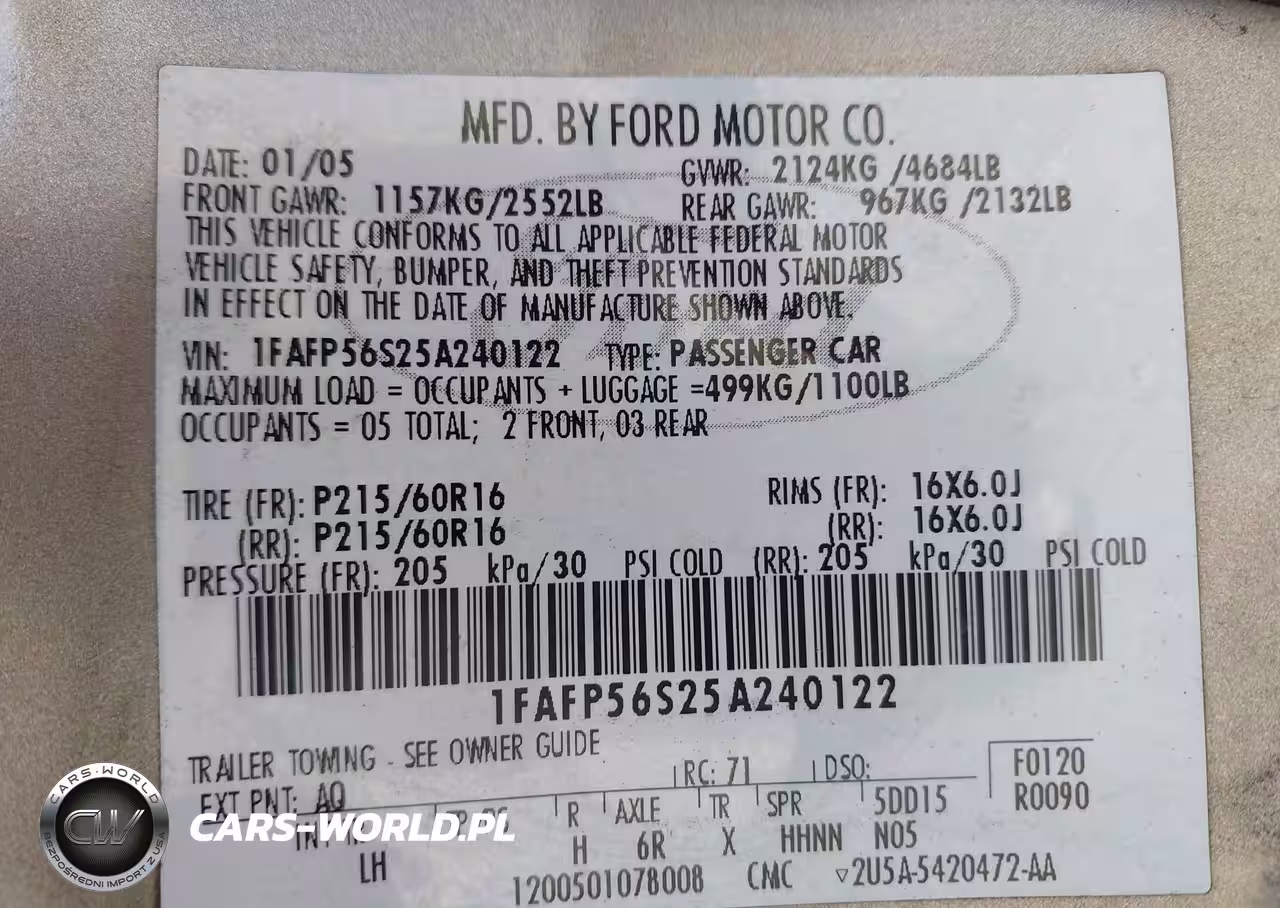 MFD. BY FORD MOTOR CO.
DATE: 01/05 GVWR: 2124KG /4684LB
FRONT GAWR: 1157KG/2552LB REAR GAWR: 967KG /2132LB
THIS VEHICLE CONFORMS TO ALL APPLICABLE FEDERAL MOTOR
VEHICLE SAFETY, BUMPER, AND THEFT PREVENTION STANDARDS
IN EFFECT ON THE DATE OF MANUFACTURE SHOWN ABOVE.
VIN: 1FAFP56S25A240122 TYPE: PASSENGER CAR
MAXIMUM LOAD = OCCUPANTS + LUGGAGE =499KG/1100LB
OCCUPANTS = 05 TOTAL; 2 FRONT, 03 REAR
TIRE (FR): P215/60R16 RIMS (FR): 16X6.0J
(RR): P215/60R16 (RR): 16X6.0J
PRESSURE (FR): 205 kPa/30 PSI COLD (RR): 205 kPa/30 PSI COLD
1FAFP56S25A240122
TRAILER TOWING - SEE OWNER GUIDE
EXT PNT: AQ RC: 71 DSO: F0120
R AXLE TR SPR 5DD15 R0090
LH H 6R X HHNN N05
1200501078008 CMC ▽2U5A-5420472-AA
CARS-WORLD
CW
BEZPOŚREDNI IMPORT Z USA
CARS-WORLD.PL